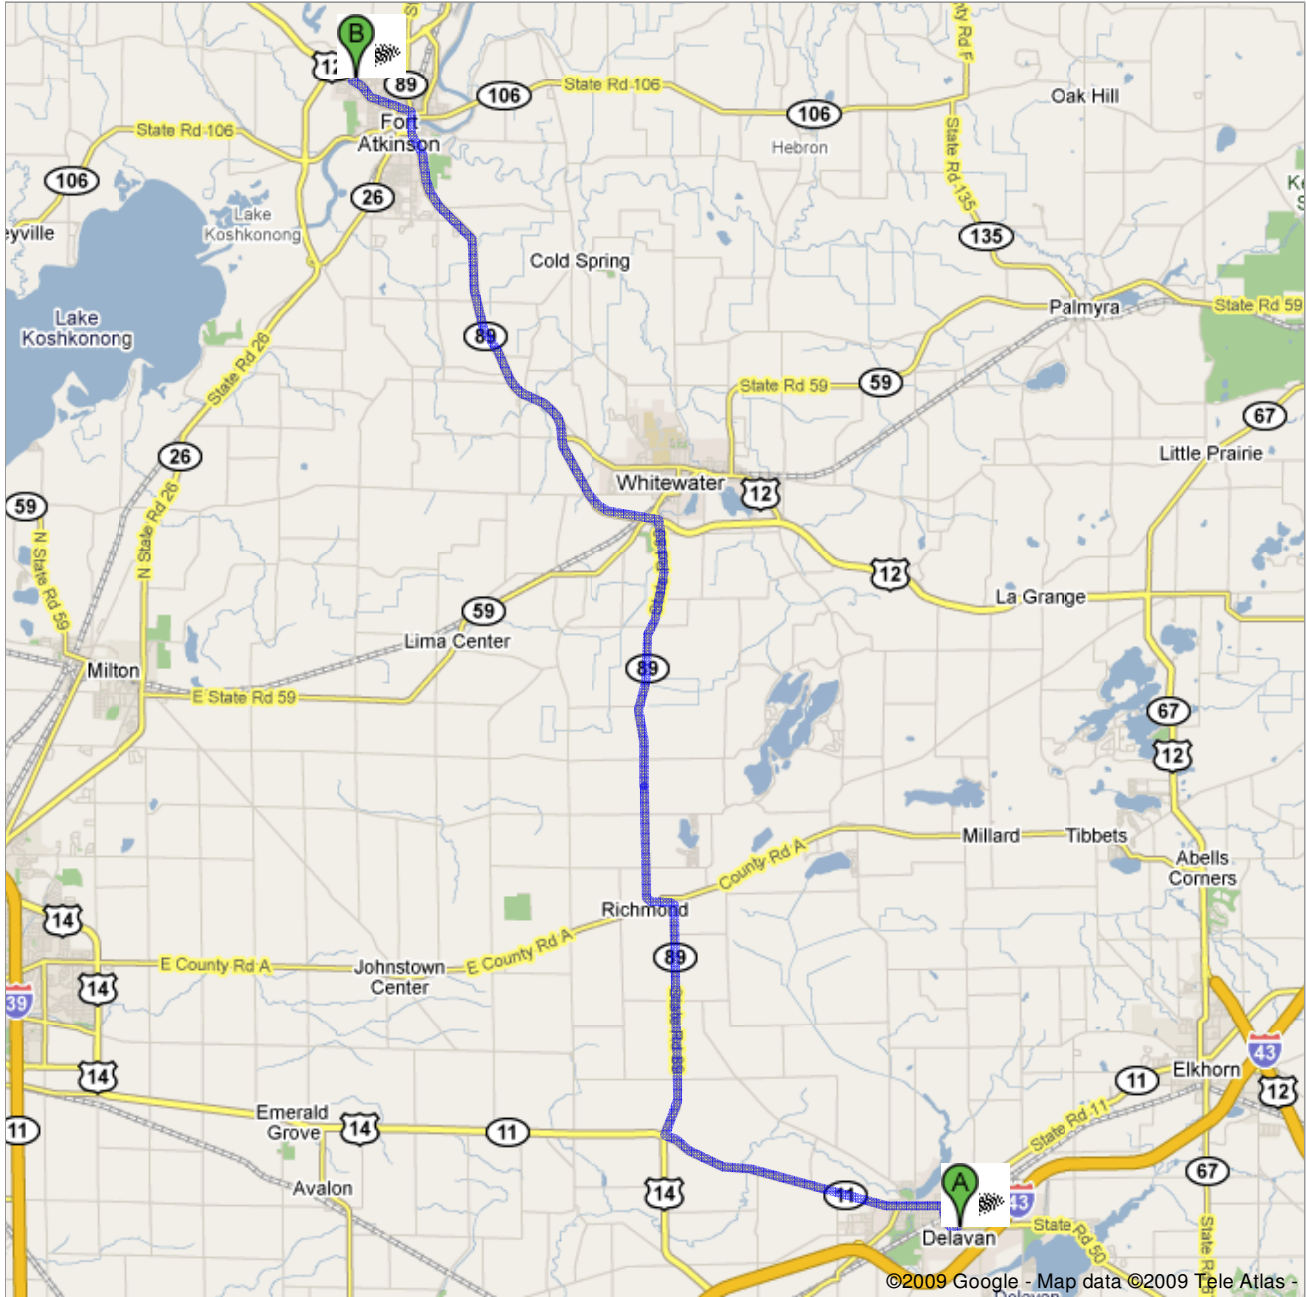 B
12
89
106
State Rd 106
106
Oak Hill
Hebron
State Rd 106
Fort
Atkinson
106
26
State Rd 135
135
eyville
Lake
Koshkonong
Cold Spring
Lake
Koshkonong
89
Palmyra
State Rd 59
State Rd 26
State Rd 59
59
67
Little Prairie
26
Whitewater
12
59
N State Rd 59
N State Rd 26
12
La Grange
59
Lima Center
Milton
E State Rd 59
89
67
12
County Rd A
Millard
Tibbets
Abells
Corners
Richmond
14
E County Rd A
Johnstown
Center
E County Rd A
89
14
39
43
14
Elkhorn
11
12
Emerald
Grove
14
11
11
State Rd 11
Avalon
14
11
A
43
67
Delavan
State Rd 50
©2009 Google - Map data ©2009 Tele Atlas -